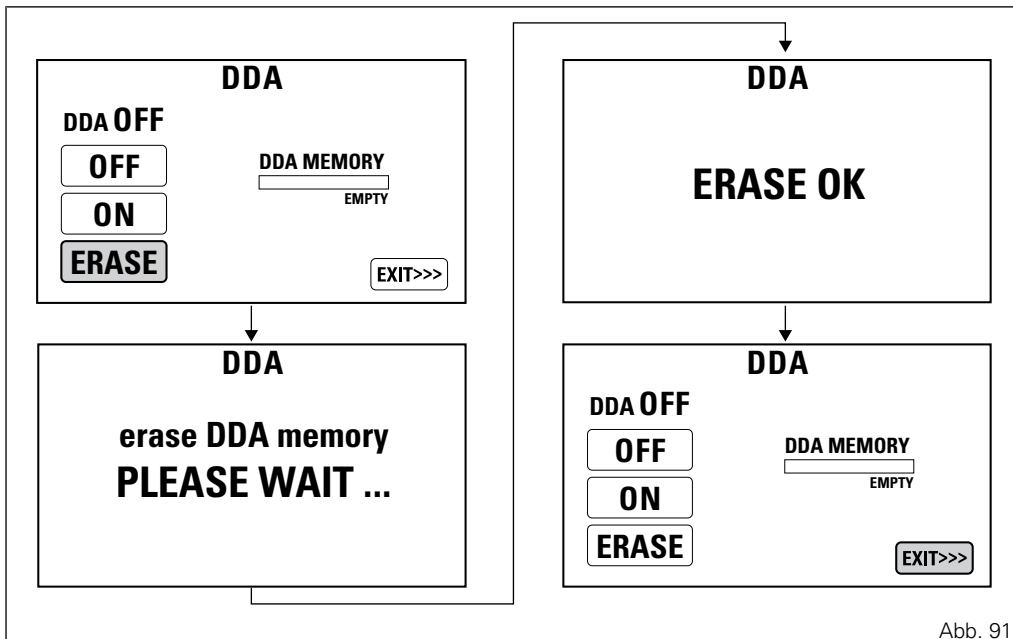 DDA
DDA OFF
OFF
ON
ERASE
DDA MEMORY
EMPTY
EXIT>>>
DDA
erase DDA memory
PLEASE WAIT ...
DDA
ERASE OK
DDA
DDA OFF
OFF
ON
ERASE
DDA MEMORY
EMPTY
EXIT>>>
Abb. 91